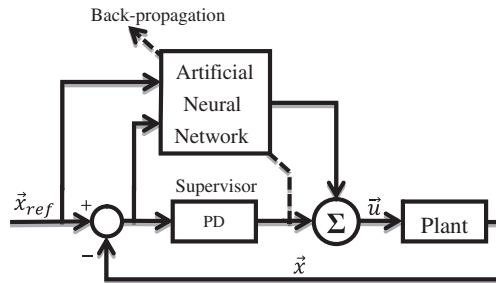 Back-propagation
Artificial
Neural
Network
x⃗ref
+
Supervisor
PD
Σ
u⃗
Plant
−
x⃗